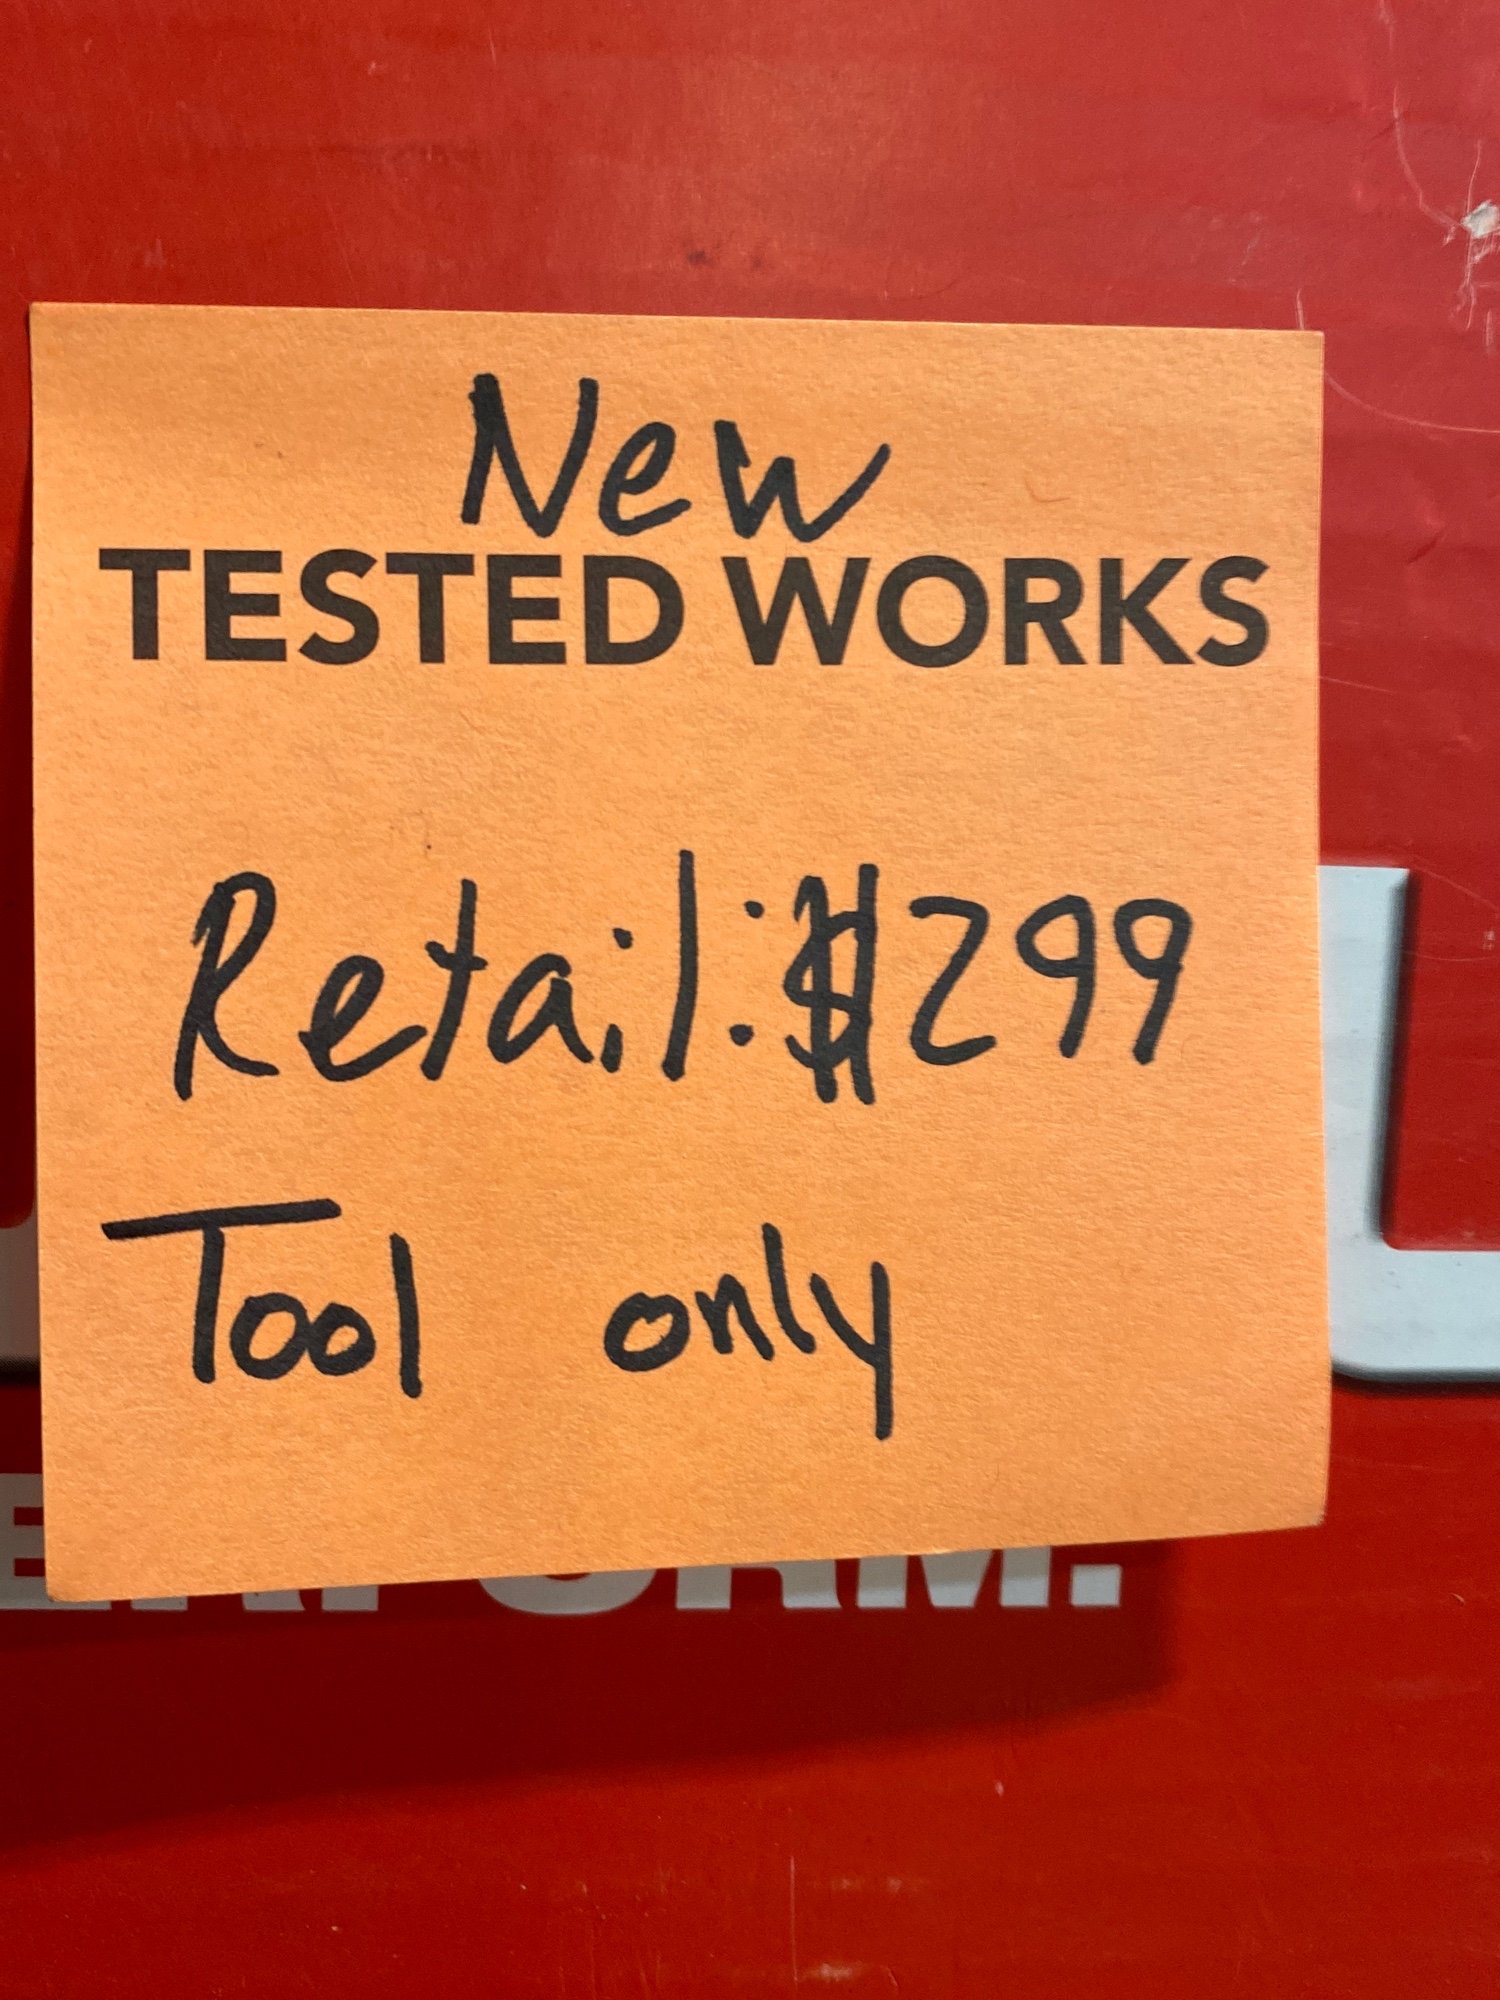 New
TESTED WORKS
Retail: $299
Tool only